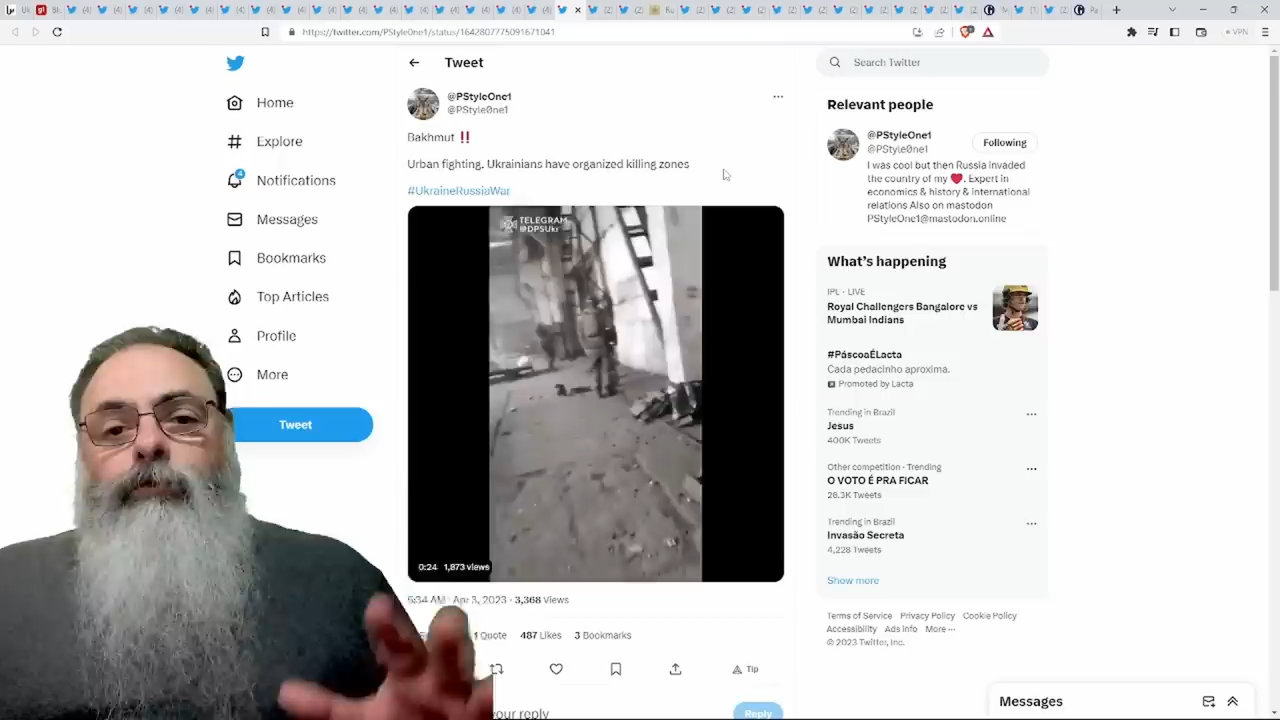 https://twitter.com/PStyleOne1/status/1642807775091671041
VPN
Tweet
Search Twitter
Home
Explore
4
Notifications
Messages
Bookmarks
Top Articles
Profile
More
Tweet
@PStyleOne1
@PStyle0ne1
Bakhmut ‼️
Urban fighting. Ukrainians have organized killing zones
#UkraineRussiaWar
TELEGRAM
@DPSUkr
0:24 1,873 views
5:34 AM · Apr 3, 2023 · 3,368 Views
1 Quote 487 Likes 3 Bookmarks
Tip
your reply
Reply
Relevant people
@PStyleOne1
@PStyle0ne1
Following
I was cool but then Russia invaded
the country of my ❤️. Expert in
economics & history & international
relations Also on mastodon
PStyleOne1@mastodon.online
What's happening
IPL · LIVE
Royal Challengers Bangalore vs
Mumbai Indians
#PáscoaÉLacta
Cada pedacinho aproxima.
Promoted by Lacta
Trending in Brazil
Jesus
400K Tweets
Other competition · Trending
O VOTO É PRA FICAR
26.3K Tweets
Trending in Brazil
Invasão Secreta
4,228 Tweets
Show more
Terms of Service Privacy Policy Cookie Policy
Accessibility Ads info More ···
© 2023 Twitter, Inc.
Messages